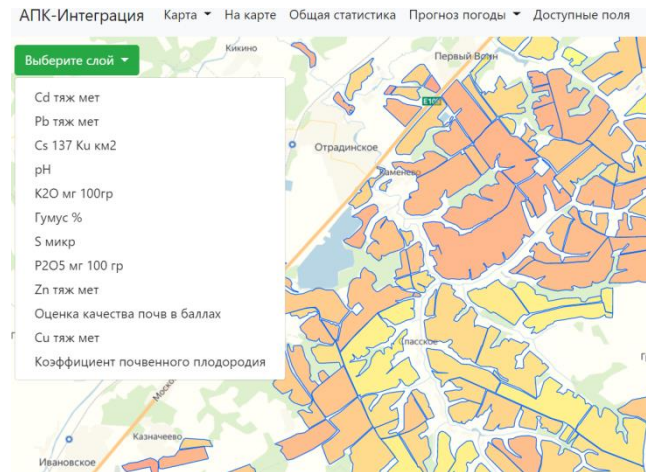 АПК-Интеграция Карта На карте Общая статистика Прогноз погоды Доступные поля
Выберите слой
Cd тяж мет
Pb тяж мет
Cs 137 Ku км2
pH
K2O мг 100гр
Гумус %
S микр
P2O5 мг 100 гр
Zn тяж мет
Оценка качества почв в баллах
Cu тяж мет
Коэффициент почвенного плодородия
Кикино
Первый Воин
Отрадинское
Каменево
Спасское
Казначеево
Ивановское